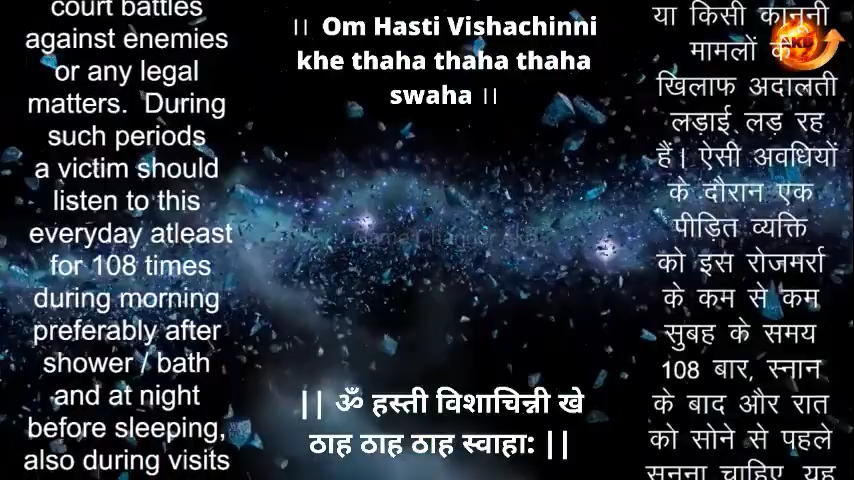 court battles
against enemies
or any legal
matters. During
such periods
a victim should
listen to this
everyday atleast
for 108 times
during morning
preferably after
shower / bath
and at night
before sleeping,
also during visits
।। Om Hasti Vishachinni
khe thaha thaha thaha
swaha ।।
|| ॐ हस्ती विशाचिन्नी खे
ठाह ठाह ठाह स्वाहा: ||
या किसी कानूनी
मामलों के
खिलाफ अदालती
लड़ाई लड़ रह
हैं। ऐसी अवधियों
के दौरान एक
पीड़ित व्यक्ति
को इस रोजमर्रा
के कम से कम
सुबह के समय
108 बार, स्नान
के बाद और रात
को सोने से पहले
सुनना चाहिए, यह
AKB